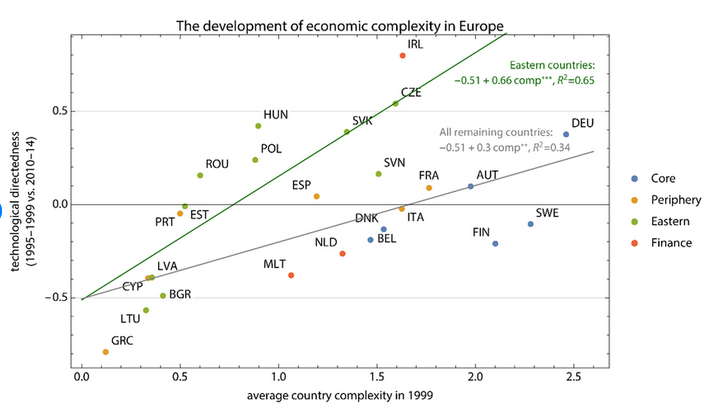 The development of economic complexity in Europe
IRL
Eastern countries:
−0.51 + 0.66 comp***, R²=0.65
CZE
0.5
HUN
SVK
DEU
All remaining countries:
−0.51 + 0.3 comp**, R²=0.34
POL
ROU
SVN
FRA
AUT
ESP
0.0
PRT
EST
DNK
ITA
SWE
BEL
FIN
NLD
LVA
MLT
CYP
BGR
−0.5
LTU
GRC
0.0 0.5 1.0 1.5 2.0 2.5
average country complexity in 1999
technological directedness
(1995–1999 vs. 2010–14)
Core
Periphery
Eastern
Finance